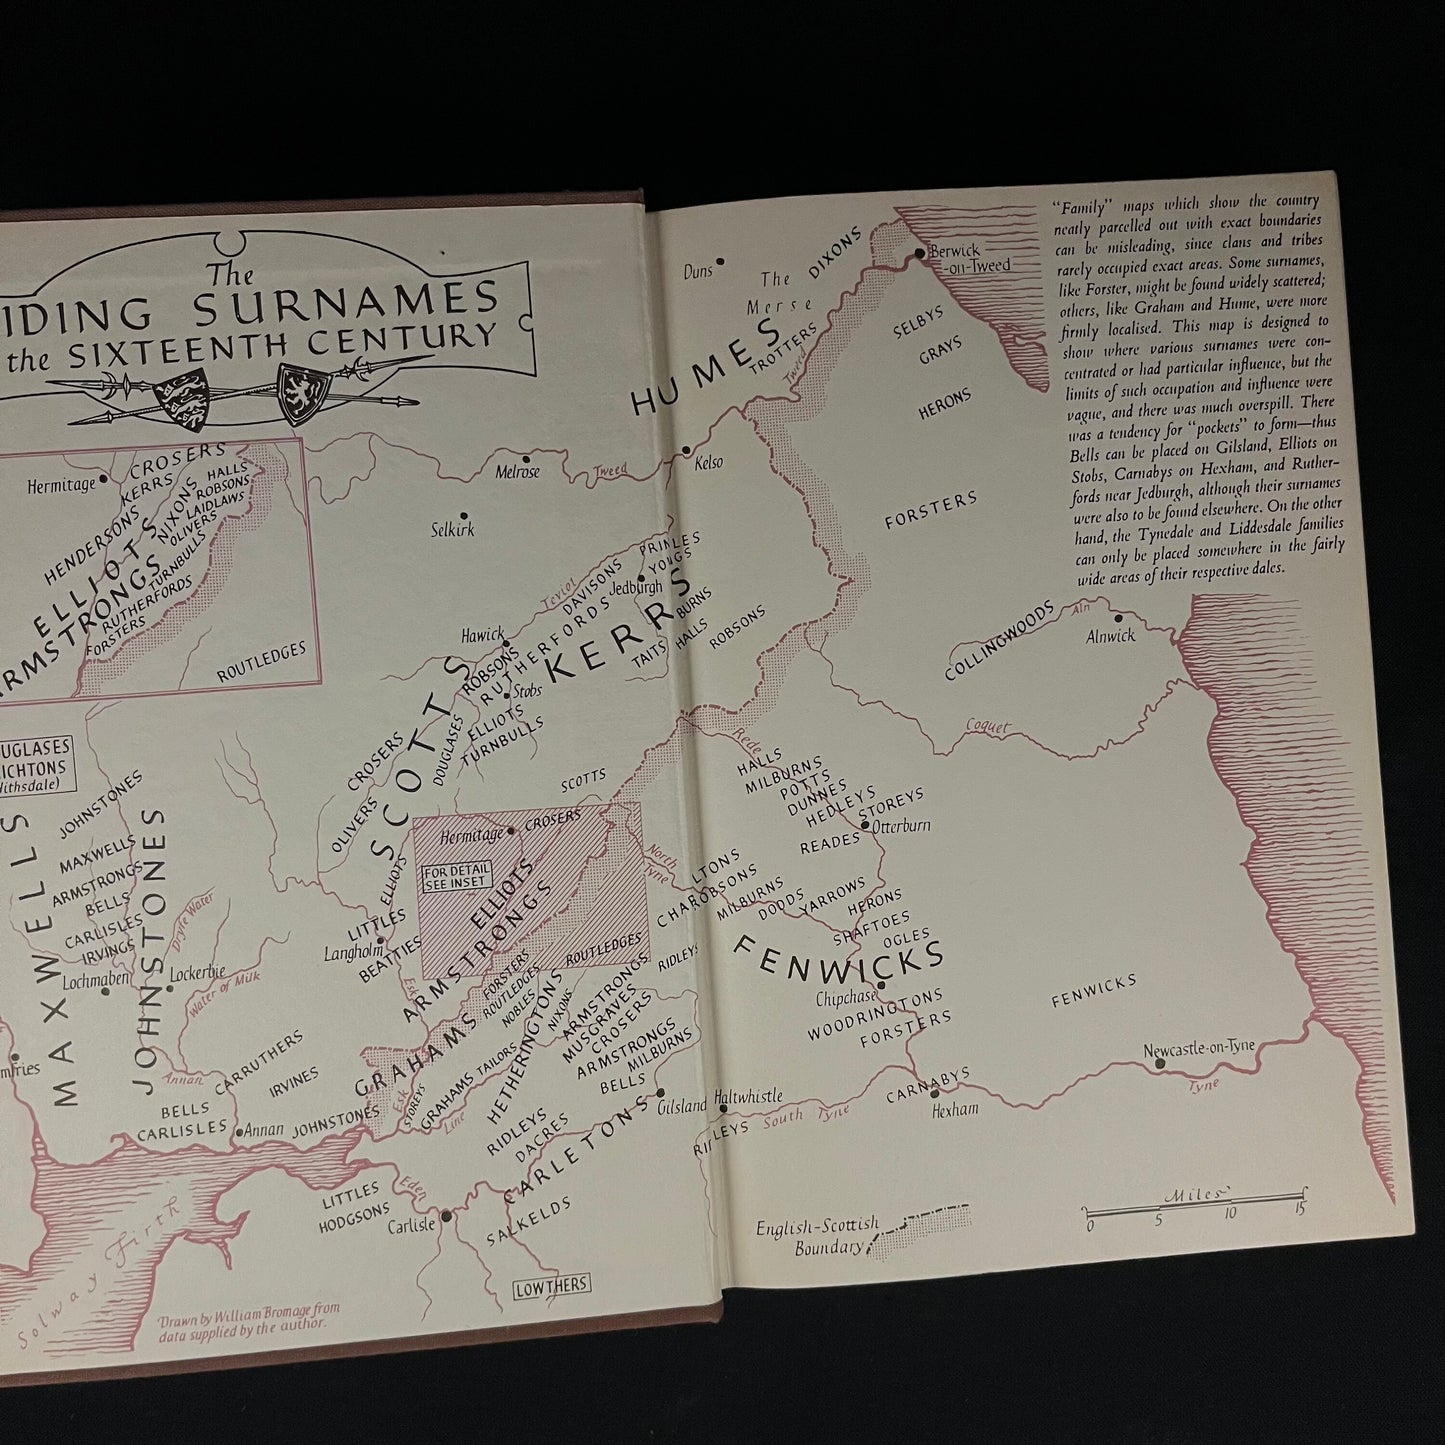 The
IDING SURNAMES
the SIXTEENTH CENTURY
Hermitage
CROSERS
KERRS
HALLS
ROBSONS
LAIDLAWS
NIXONS
OLIVERS
TURNBULLS
HENDERSONS
ELLIOTS
ARMSTRONGS
RUTHERFORDS
FORSTERS
ROUTLEDGES
UGLASES
ICHTONS
ithsdale)
JOHNSTONES
MAXWELLS
ARMSTRONGS
BELLS
CARLISLES
IRVINGS
Lochmaben
MAXWELLS
JOHNSTONES
Dryfe Water
Lockerbie
Water of Milk
mfries
Annan
CARRUTHERS
IRVINES
BELLS
CARLISLES
Annan
JOHNSTONES
Solway Firth
LITTLES
HODGSONS
Eden
Carlisle
SALKELDS
LOWTHERS
Drawn by William Bromage from
data supplied by the author.
Melrose
Tweed
Selkirk
Kelso
Teviot
PRINGLES
YOUNGS
DAVISONS
Jedburgh
RUTHERFORDS
KERRS
BURNS
TAITS
HALLS
ROBSONS
Hawick
ROBSONS
Stobs
ELLIOTS
TURNBULLS
DOUGLASES
SCOTTS
CROSERS
OLIVERS
SCOTTS
Hermitage
CROSERS
FOR DETAIL
SEE INSET
ELLIOTS
ELLIOTS
ARMSTRONGS
LITTLES
Langholm
BEATTIES
Esk
FORSTERS
ROUTLEDGES
NOBLES
ROUTLEDGES
GRAHAMS
Esk
STOREYS
GRAHAMS
Line
TAILORS
HETHERINGTONS
NIXONS
ARMSTRONGS
MUSGRAVES
CROSERS
ARMSTRONGS
MILBURNS
BELLS
RIDLEYS
DACRES
CARLETONS
Gilsland
RIDLEYS
Duns
The
Merse
DIXONS
HUMES
TROTTERS
Tweed
Berwick
-on-Tweed
SELBYS
GRAYS
HERONS
FORSTERS
COLLINGWOODS
Aln
Alnwick
Coquet
Rede
HALLS
MILBURNS
POTTS
DUNNES
HEDLEYS
STOREYS
Otterburn
READES
North
Tyne
CHARLTONS
ROBSONS
MILBURNS
DODDS
YARROWS
HERONS
SHAFTOES
OGLES
FENWICKS
Chipchase
WOODRINGTONS
FORSTERS
FENWICKS
Newcastle-on-Tyne
Tyne
CARNABYS
Hexham
Haltwhistle
RIDLEYS
South Tyne
English-Scottish
Boundary
Miles
0 5 10 15
"Family" maps which show the country
neatly parcelled out with exact boundaries
can be misleading, since clans and tribes
rarely occupied exact areas. Some surnames,
like Forster, might be found widely scattered;
others, like Graham and Hume, were more
firmly localised. This map is designed to
show where various surnames were con-
centrated or had particular influence, but the
limits of such occupation and influence were
vague, and there was much overspill. There
was a tendency for "pockets" to form—thus
Bells can be placed on Gilsland, Elliots on
Stobs, Carnabys on Hexham, and Ruther-
fords near Jedburgh, although their surnames
were also to be found elsewhere. On the other
hand, the Tynedale and Liddesdale families
can only be placed somewhere in the fairly
wide areas of their respective dales.